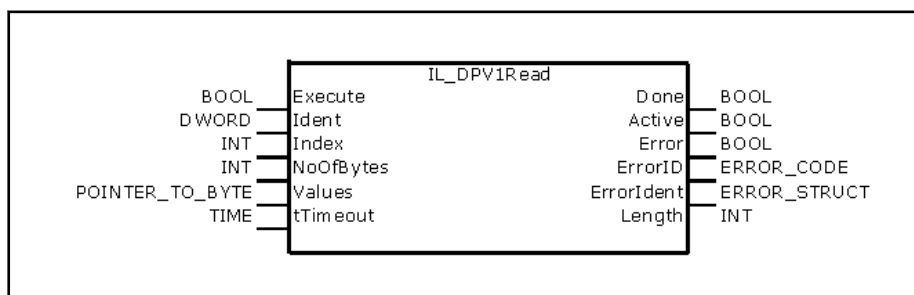 IL_DPV1Read
BOOL Execute Done BOOL
DWORD Ident Active BOOL
INT Index Error BOOL
INT NoOfBytes ErrorID ERROR_CODE
POINTER_TO_BYTE Values ErrorIdent ERROR_STRUCT
TIME tTimeout Length INT